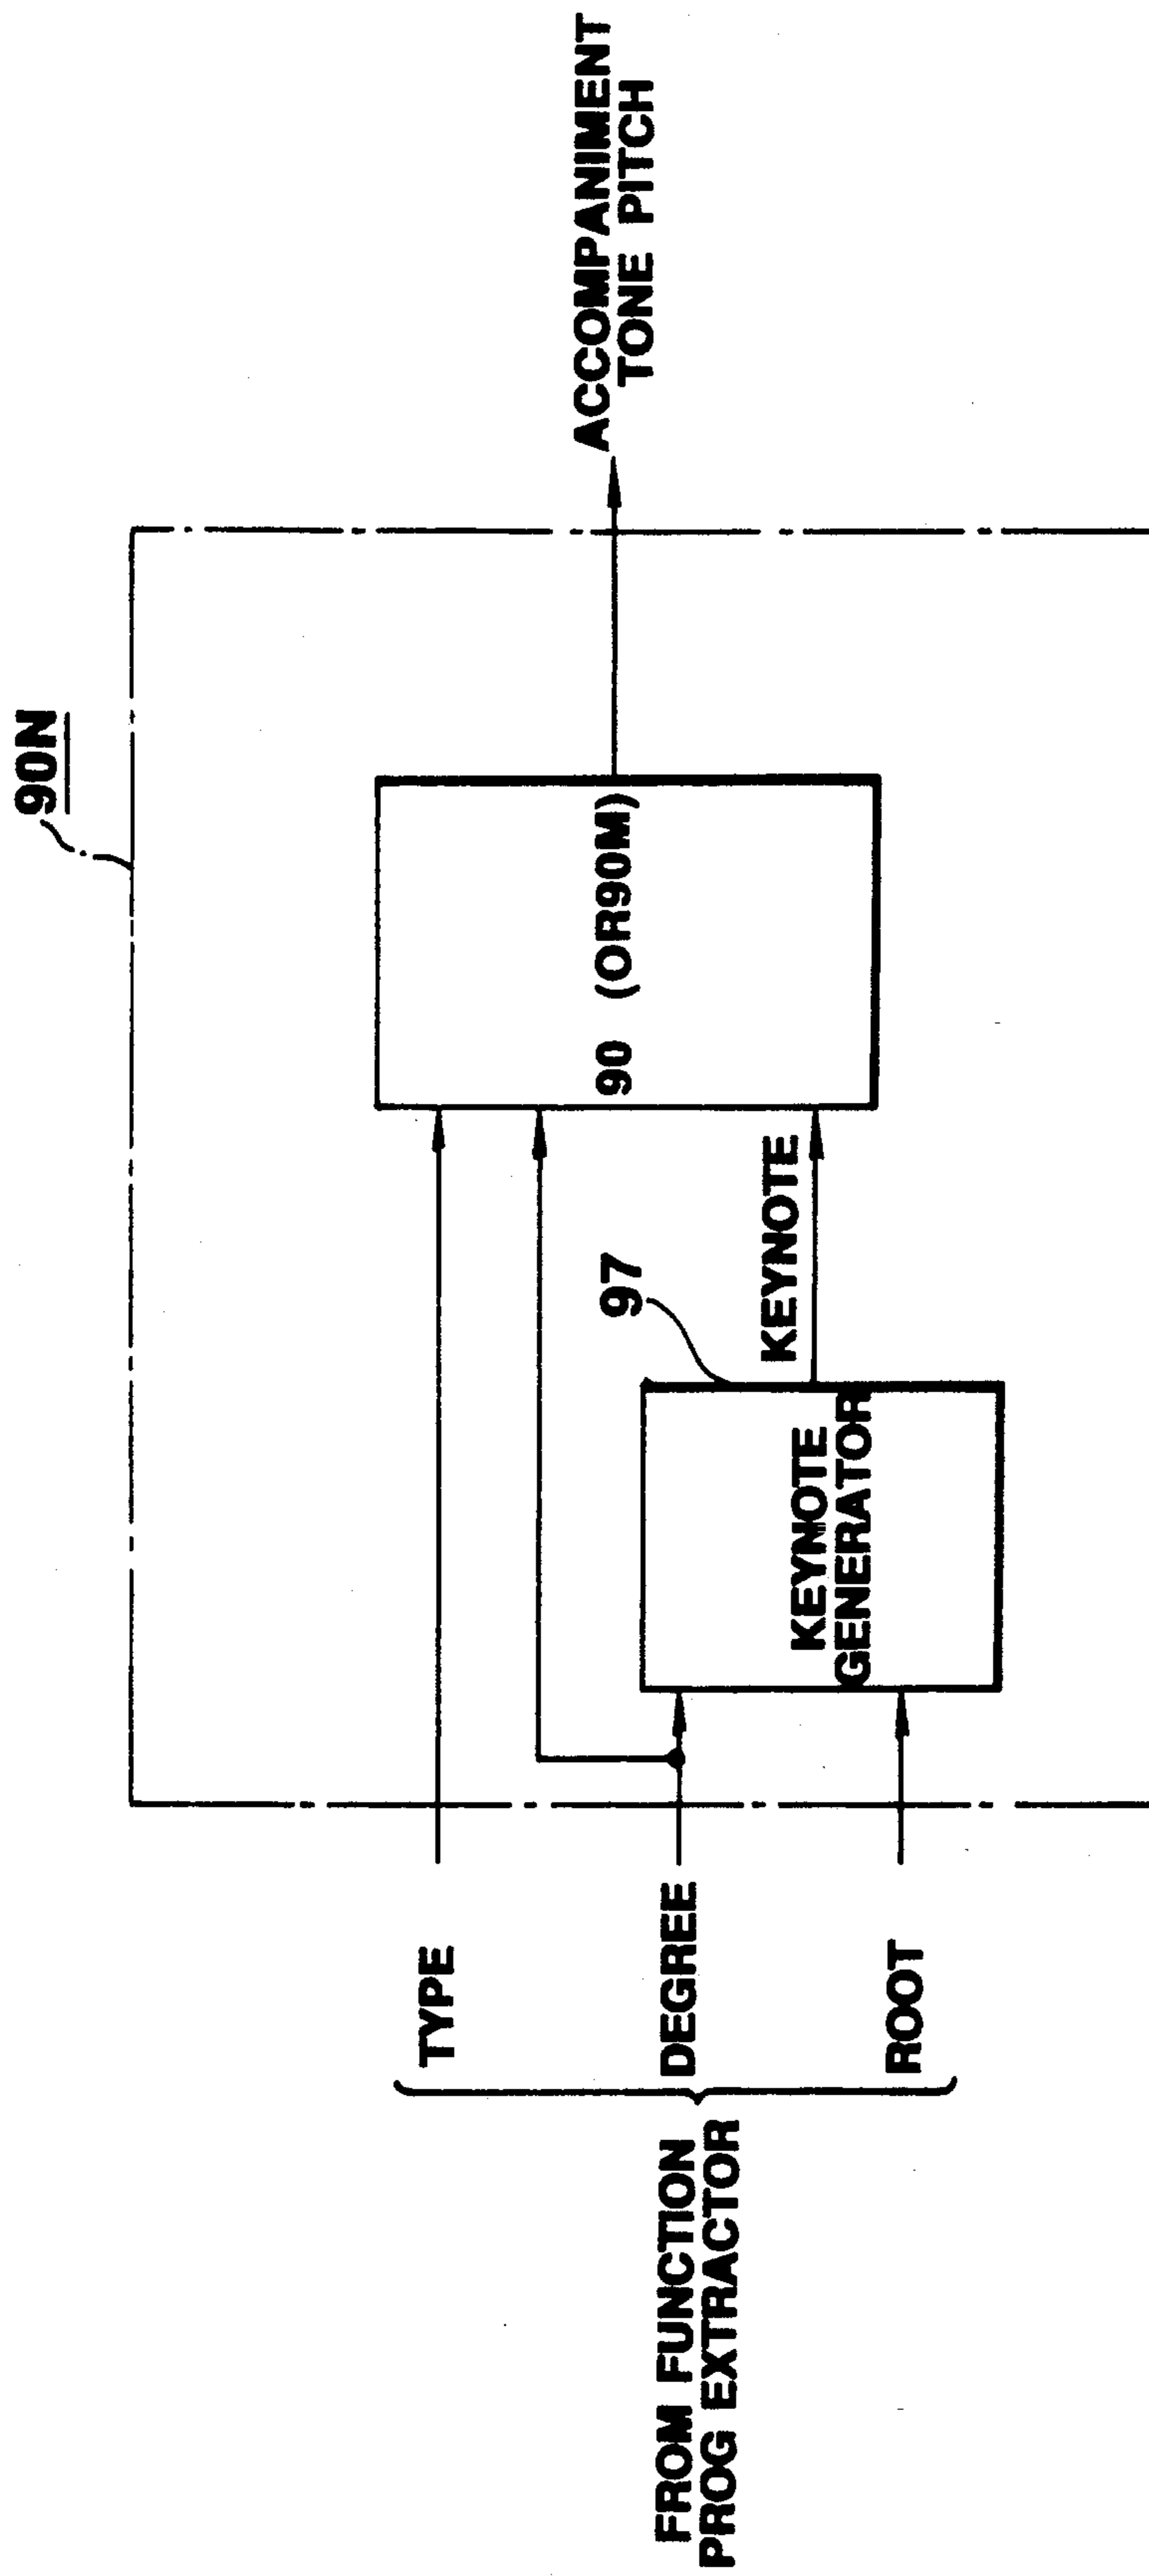 90N
FROM FUNCTION
PROG EXTRACTOR
TYPE
DEGREE
ROOT
KEYNOTE
GENERATOR
97
KEYNOTE
90 (OR90M)
ACCOMPANIMENT
TONE PITCH